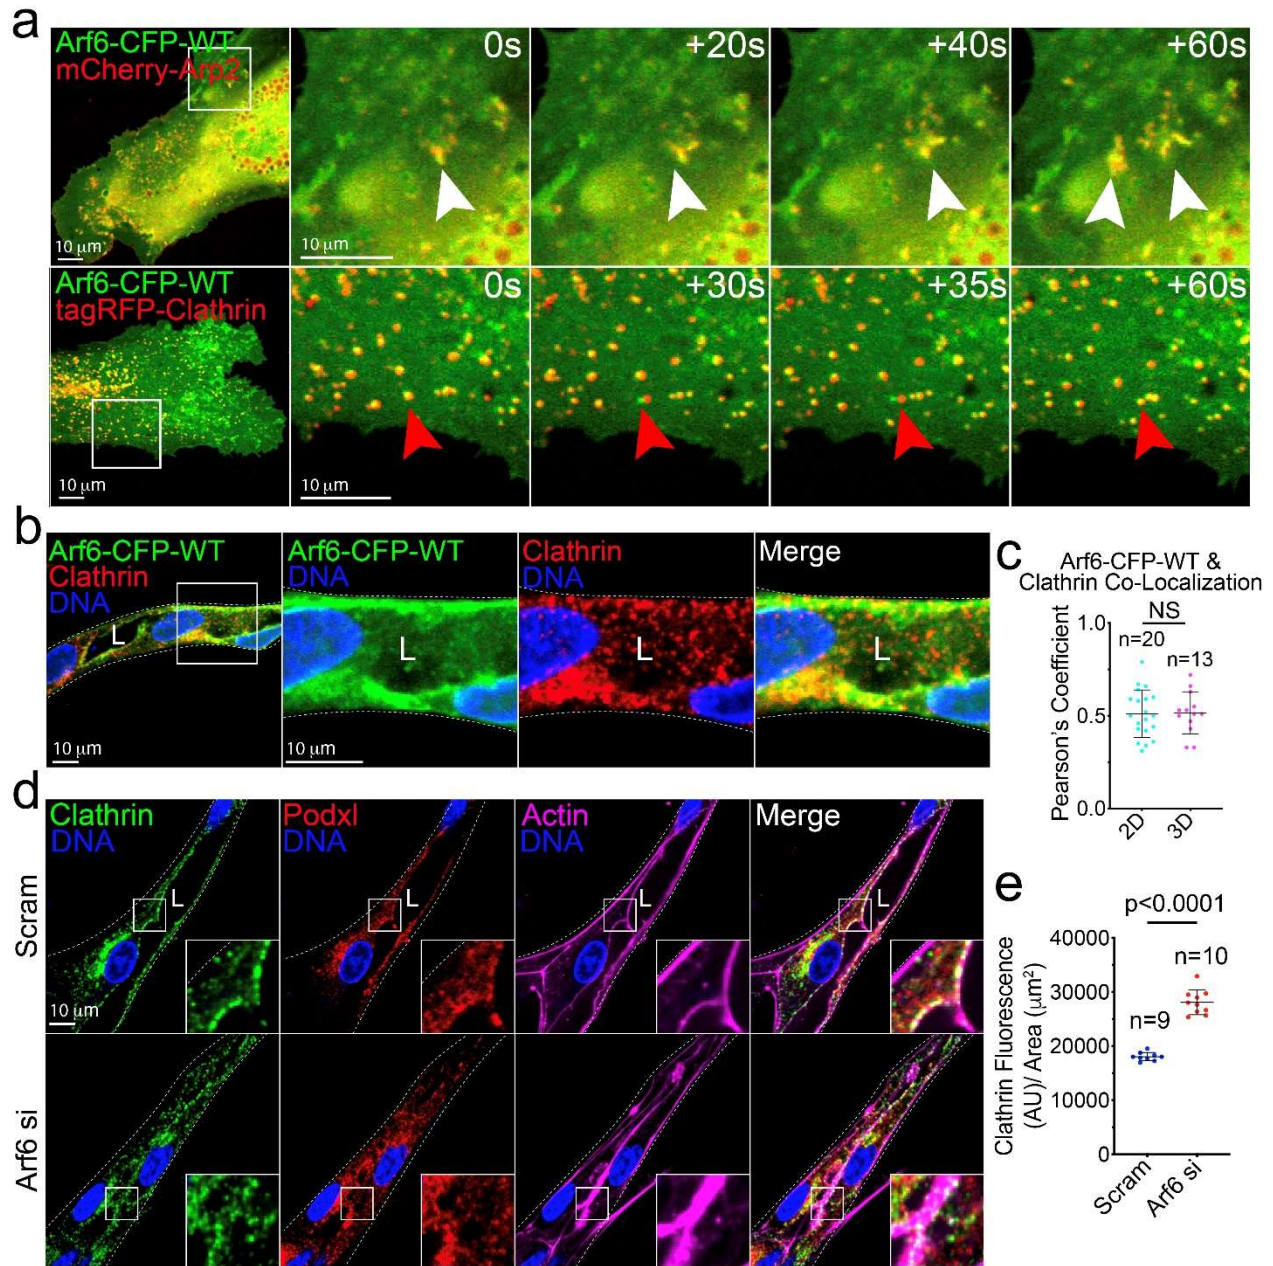 a
Arf6-CFP-WT
mCherry-Arp2
10 μm
0s
10 μm
+20s
+40s
+60s
Arf6-CFP-WT
tagRFP-Clathrin
10 μm
0s
10 μm
+30s
+35s
+60s
b
Arf6-CFP-WT
Clathrin
DNA
L
10 μm
Arf6-CFP-WT
DNA
L
10 μm
Clathrin
DNA
L
Merge
L
c
Arf6-CFP-WT &
Clathrin Co-Localization
NS
n=20
n=13
1.0
0.5
0.0
Pearson's Coefficient
2D
3D
d
Scram
Clathrin
DNA
L
10 μm
Podxl
DNA
L
Actin
DNA
L
Merge
L
Arf6 si
e
p<0.0001
n=10
n=9
40000
30000
20000
10000
0
Clathrin Fluorescence
(AU)/ Area (μm²)
Scram
Arf6 si